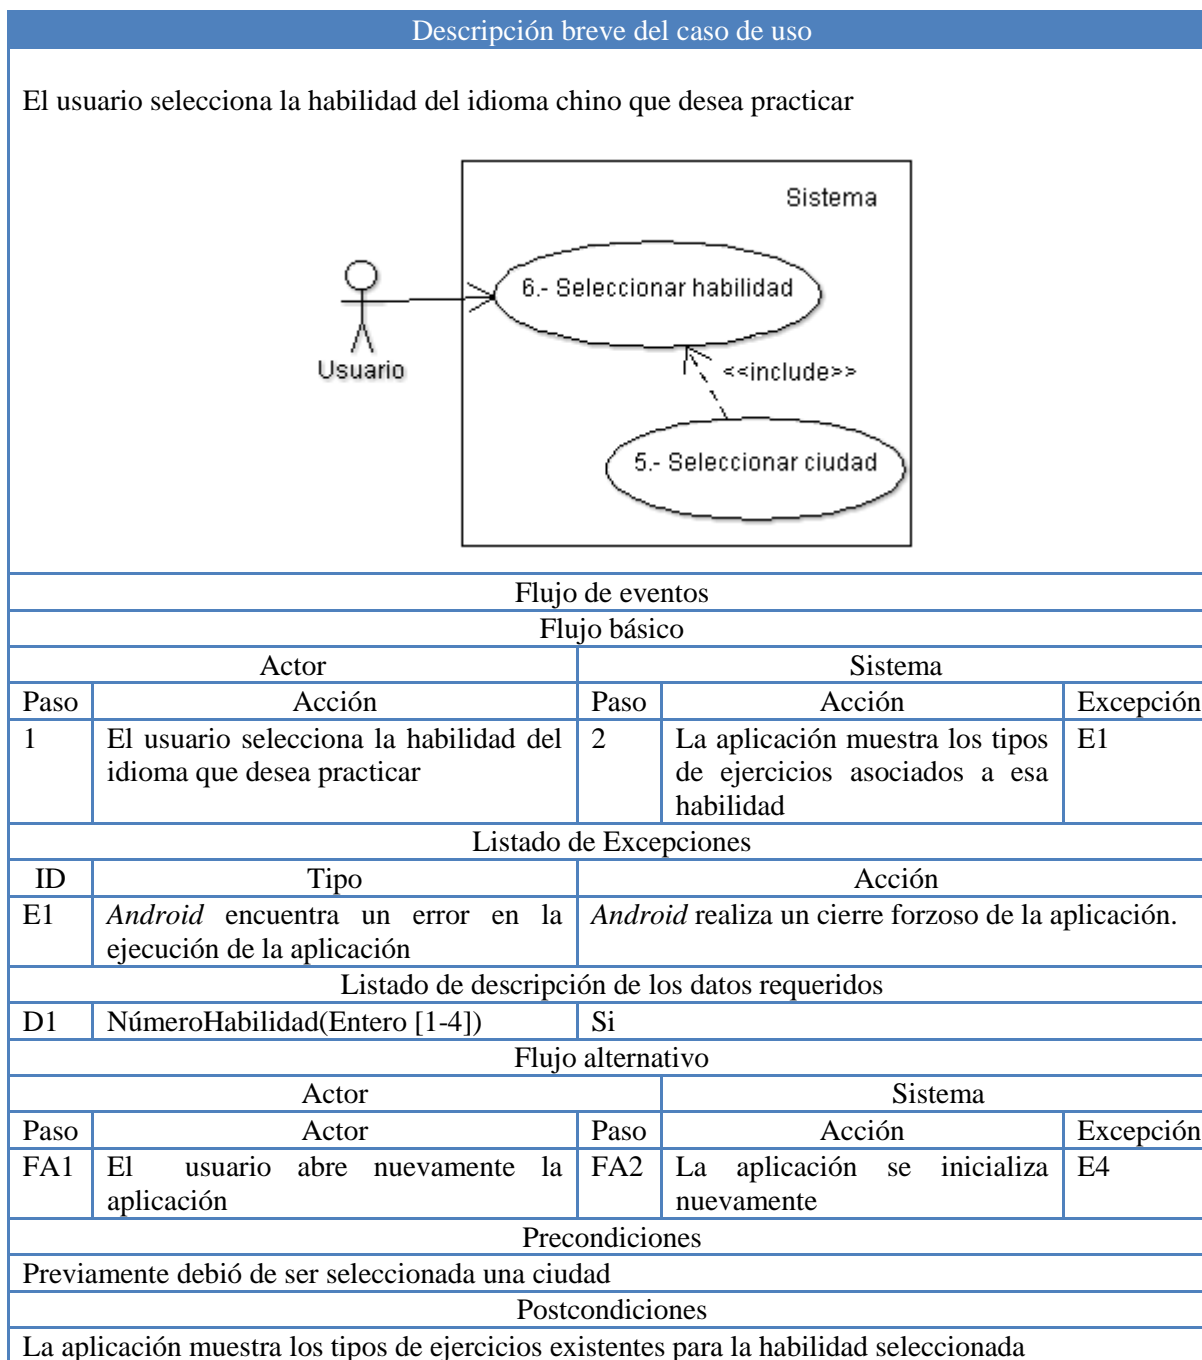 Descripción breve del caso de uso
El usuario selecciona la habilidad del idioma chino que desea practicar
Sistema
6.- Seleccionar habilidad
Usuario
<<include>>
5.- Seleccionar ciudad
Flujo de eventos
Flujo básico
Actor Sistema
Paso Acción Paso Acción Excepción
1 El usuario selecciona la habilidad del 2 La aplicación muestra los tipos E1
idioma que desea practicar de ejercicios asociados a esa
habilidad
Listado de Excepciones
ID Tipo Acción
E1 Android encuentra un error en la Android realiza un cierre forzoso de la aplicación.
ejecución de la aplicación
Listado de descripción de los datos requeridos
D1 NúmeroHabilidad(Entero [1-4]) Si
Flujo alternativo
Actor Sistema
Paso Actor Paso Acción Excepción
FA1 El usuario abre nuevamente la FA2 La aplicación se inicializa E4
aplicación nuevamente
Precondiciones
Previamente debió de ser seleccionada una ciudad
Postcondiciones
La aplicación muestra los tipos de ejercicios existentes para la habilidad seleccionada